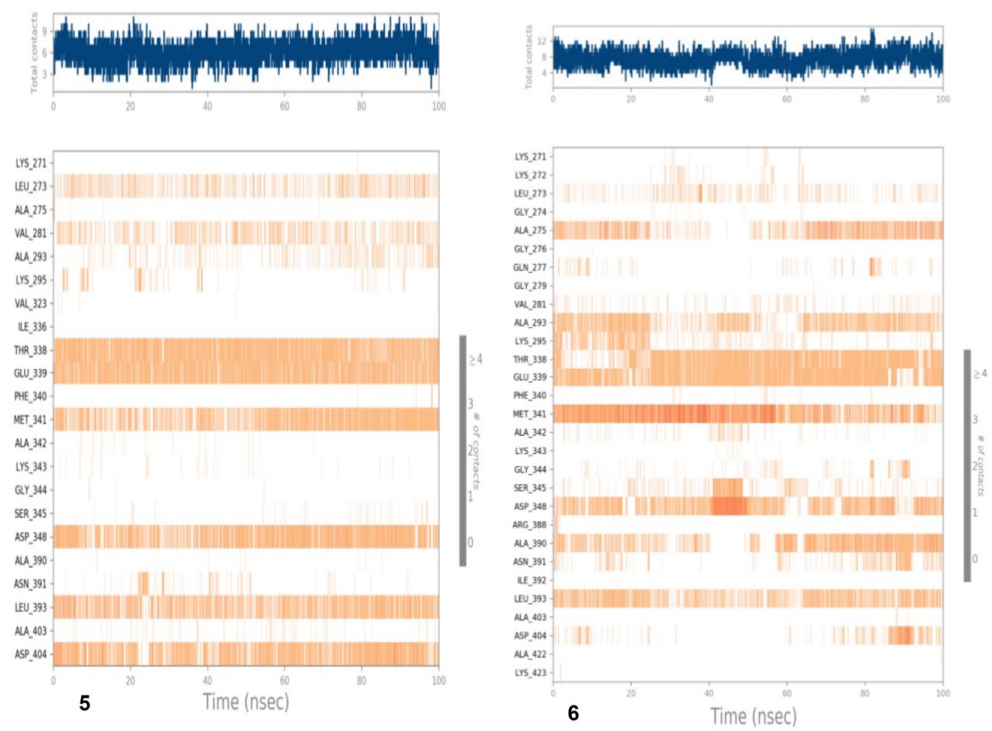 Total contacts
9
6
3
0 20 40 60 80 100
LYS_271
LEU_273
ALA_275
VAL_281
ALA_293
LYS_295
VAL_323
ILE_336
THR_338
GLU_339
PHE_340
MET_341
ALA_342
LYS_343
GLY_344
SER_345
ASP_348
ALA_390
ASN_391
LEU_393
ALA_403
ASP_404
0 20 40 60 80 100
Time (nsec)
5
≥4
3
2
1
0
# of contacts
Total contacts
12
8
4
0 20 40 60 80 100
LYS_271
LYS_272
LEU_273
GLY_274
ALA_275
GLY_276
GLN_277
GLY_279
VAL_281
ALA_293
LYS_295
THR_338
GLU_339
PHE_340
MET_341
ALA_342
LYS_343
GLY_344
SER_345
ASP_348
ARG_388
ALA_390
ASN_391
ILE_392
LEU_393
ALA_403
ASP_404
ALA_422
LYS_423
0 20 40 60 80 100
Time (nsec)
6
≥4
3
2
1
0
# of contacts